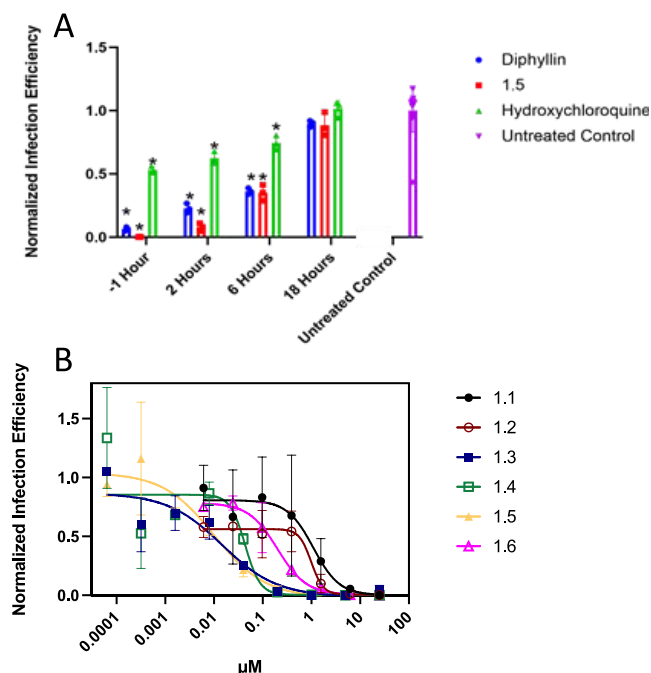 A
Normalized Infection Efficiency
1.5
1.0
0.5
0.0
* * *
* * *
* * *
-1 Hour
2 Hours
6 Hours
18 Hours
Untreated Control
Diphyllin
1.5
Hydroxychloroquine
Untreated Control
B
Normalized Infection Efficiency
1.5
1.0
0.5
0.0
0.0001
0.001
0.01
0.1
1
10
100
µM
1.1
1.2
1.3
1.4
1.5
1.6